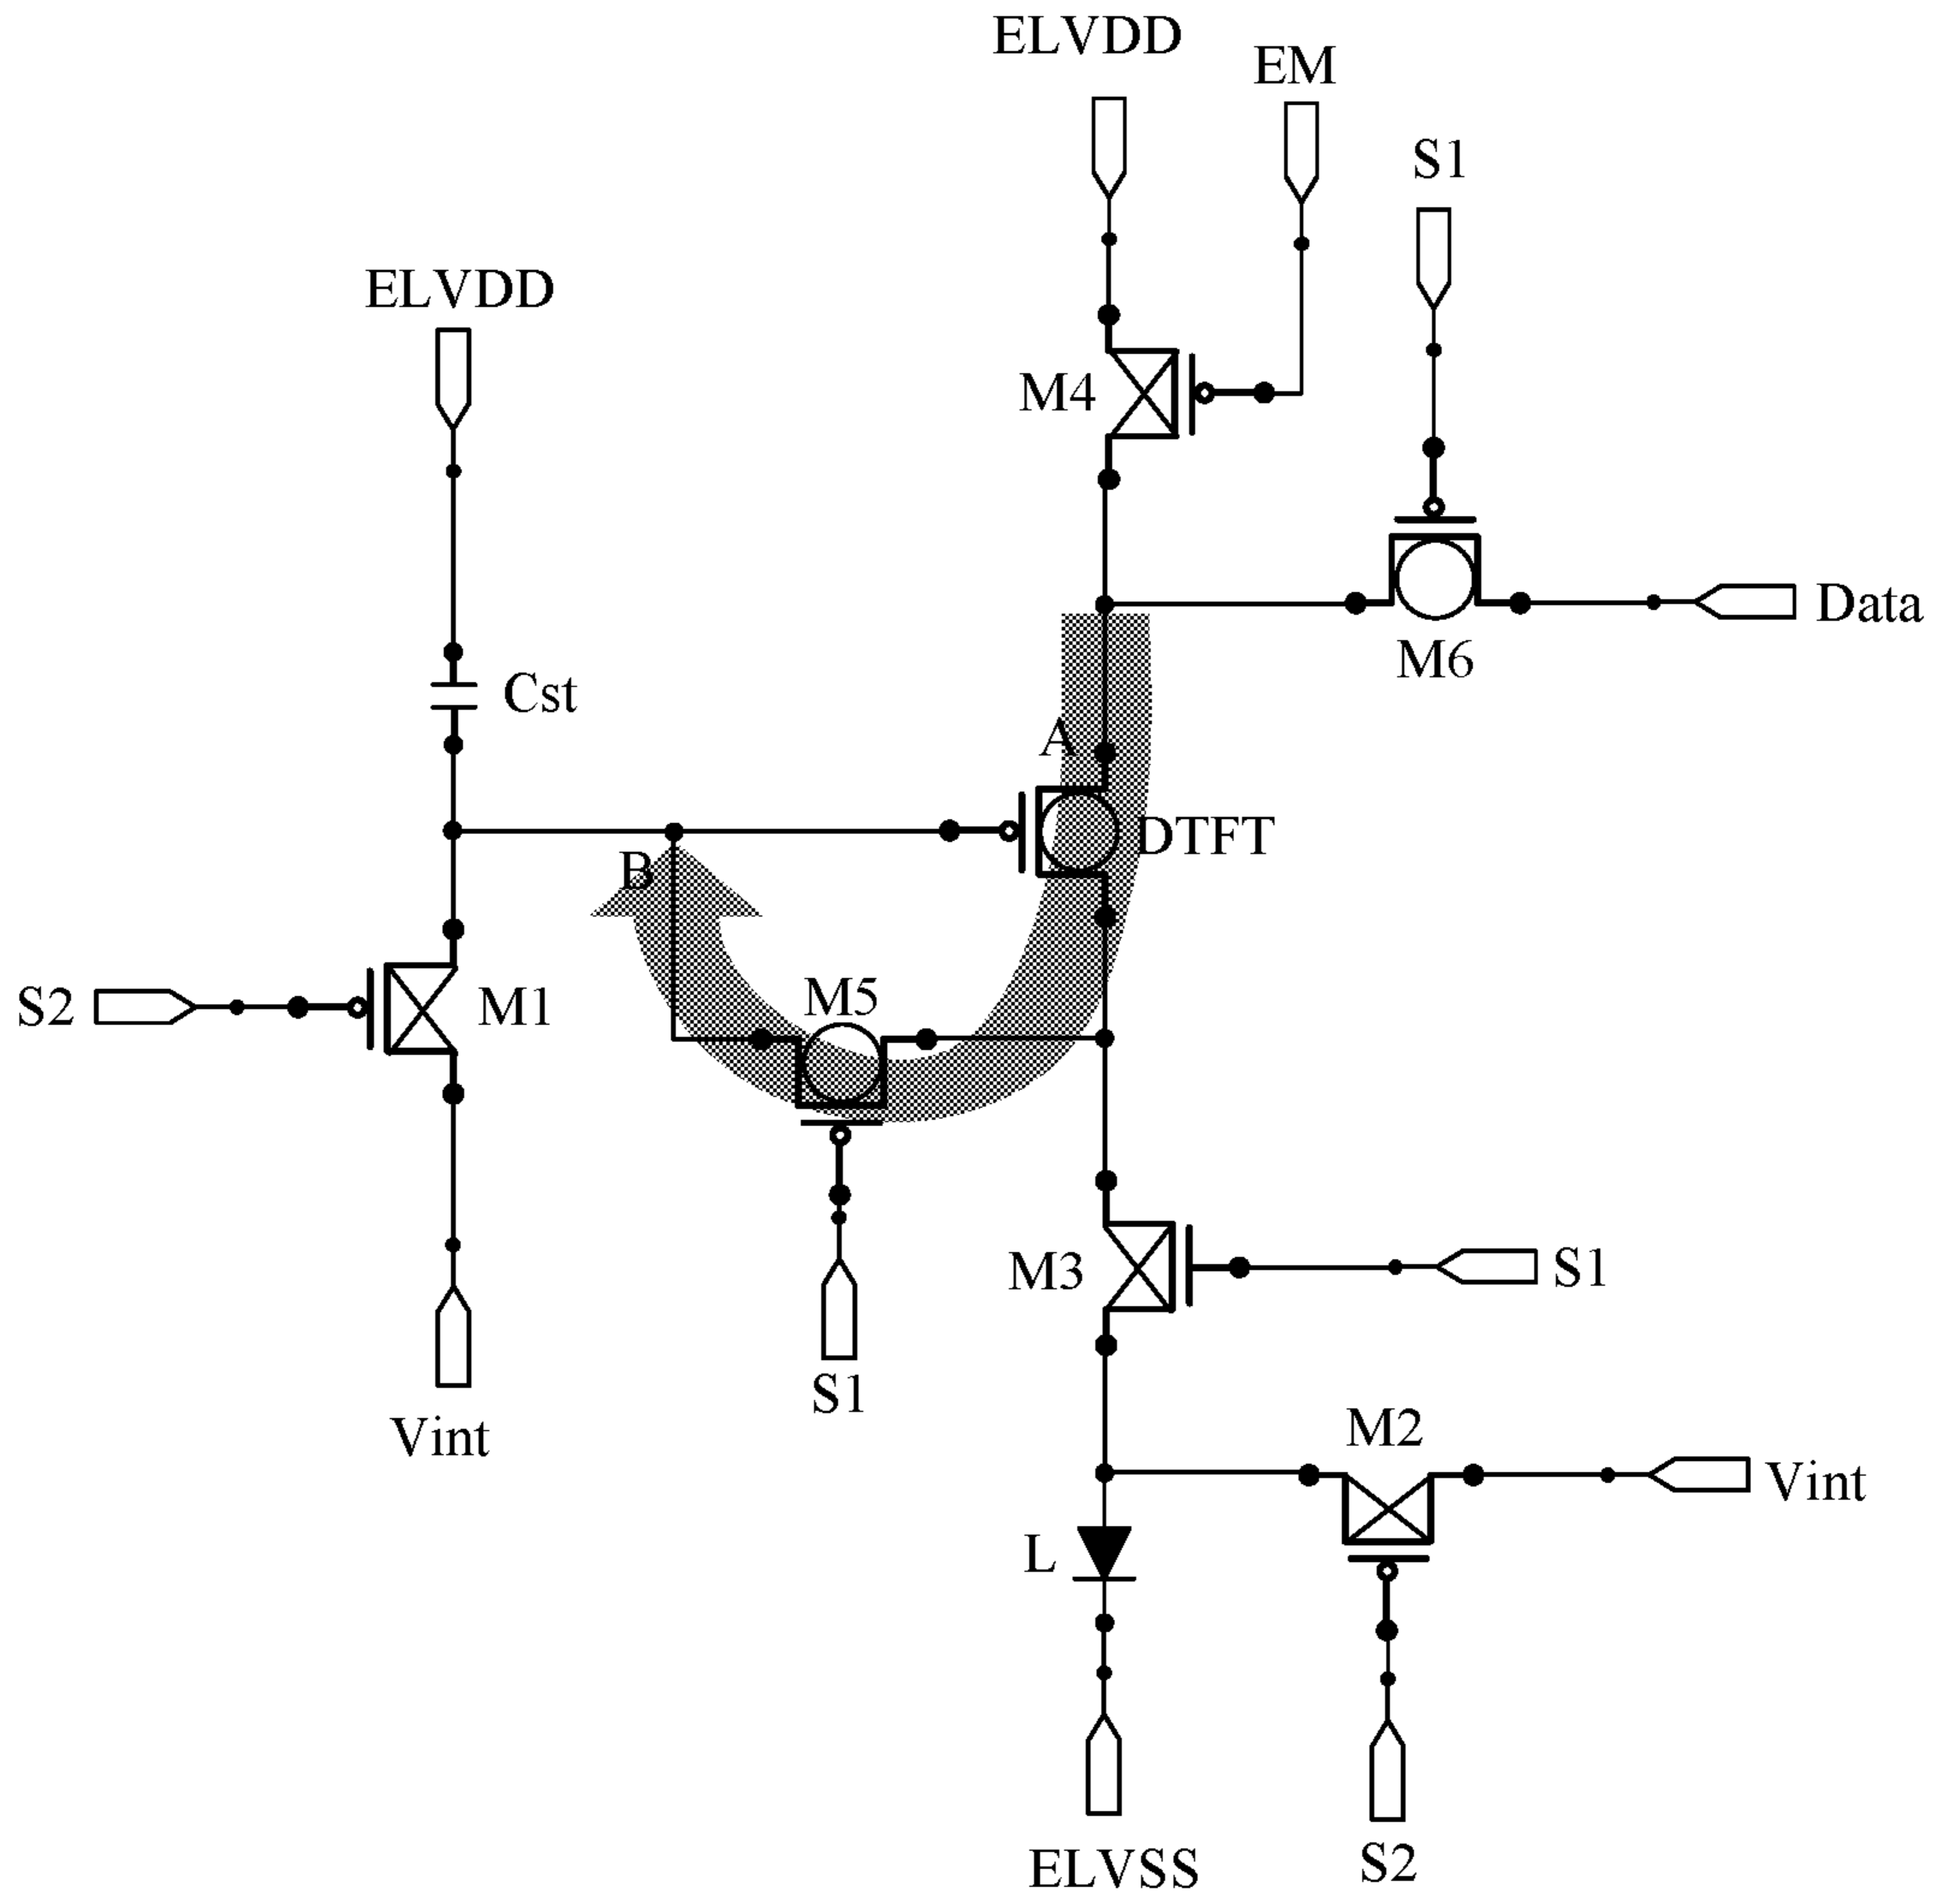 ELVDD
EM
S1
ELVDD
M4
Data
M6
Cst
A
DTFT
B
M5
S2
M1
M3
S1
S1
Vint
M2
Vint
L
ELVSS
S2